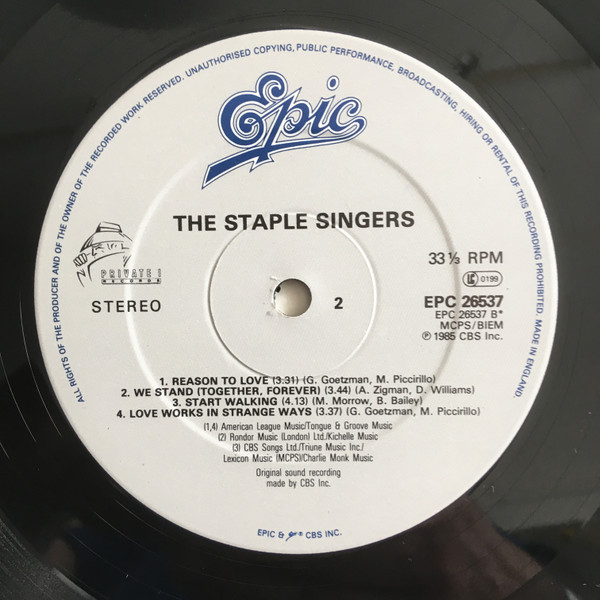 ALL RIGHTS OF THE PRODUCER AND OF THE OWNER OF THE RECORDED WORK RESERVED. UNAUTHORISED COPYING, PUBLIC PERFORMANCE, BROADCASTING, HIRING OR RENTAL OF THIS RECORDING PROHIBITED. MADE IN ENGLAND.
Epic
THE STAPLE SINGERS
PRIVATE I
RECORDS
STEREO
2
33⅓ RPM
LC 0199
EPC 26537
EPC 26537 B*
MCPS/BIEM
℗ 1985 CBS Inc.
1. REASON TO LOVE (3.31) (G. Goetzman, M. Piccirillo)
2. WE STAND (TOGETHER, FOREVER) (3.44) (A. Zigman, D. Williams)
3. START WALKING (4.13) (M. Morrow, B. Bailey)
4. LOVE WORKS IN STRANGE WAYS (3.37) (G. Goetzman, M. Piccirillo)
(1,4) American League Music/Tongue & Groove Music
(2) Rondor Music (London) Ltd./Kichelle Music
(3) CBS Songs Ltd./Triune Music Inc./
Lexicon Music (MCPS)/Charlie Monk Music
Original sound recording
made by CBS Inc.
EPIC & ® CBS INC.